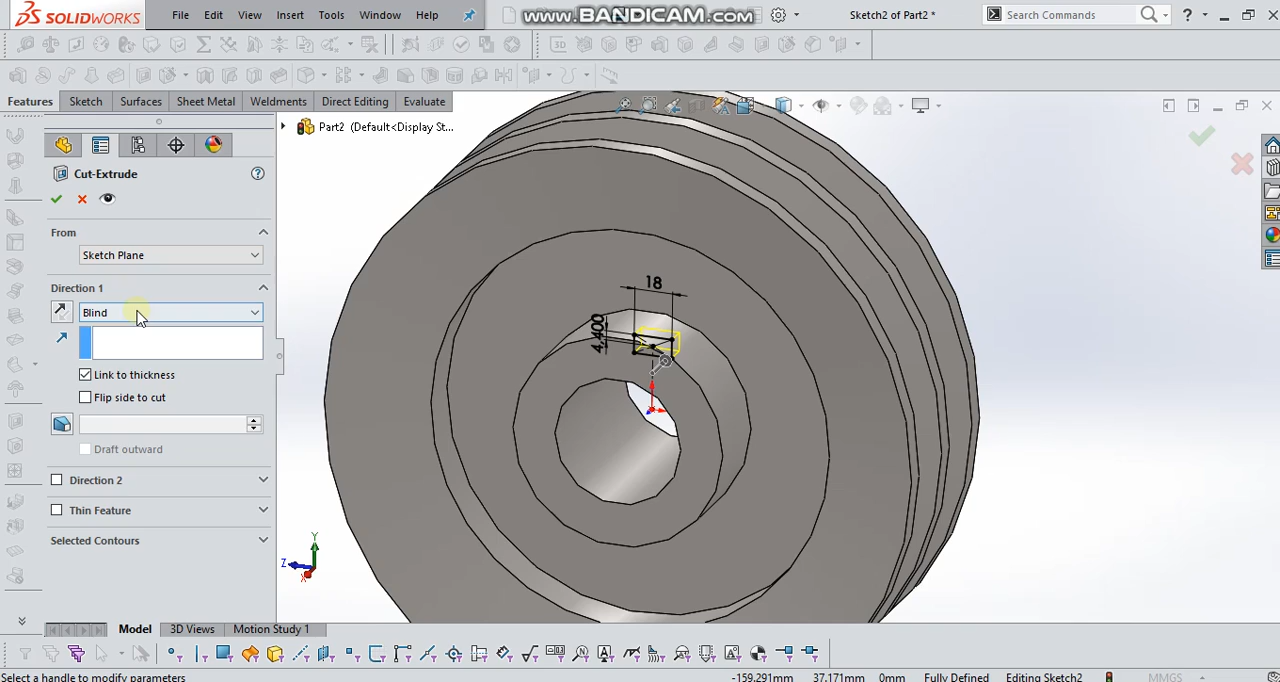 SOLIDWORKS
File Edit View Insert Tools Window Help
www.BANDICAM.com
Sketch2 of Part2 *
Search Commands
?
3D
Features Sketch Surfaces Sheet Metal Weldments Direct Editing Evaluate
Part2 (Default<Display St...
Cut-Extrude
?
From
Sketch Plane
Direction 1
Blind
Link to thickness
Flip side to cut
Draft outward
Direction 2
Thin Feature
Selected Contours
18
4,400
Y
Z
X
Model 3D Views Motion Study 1
Select a handle to modify parameters
-159.291mm 37.171mm 0mm Fully Defined Editing Sketch2
MMGS